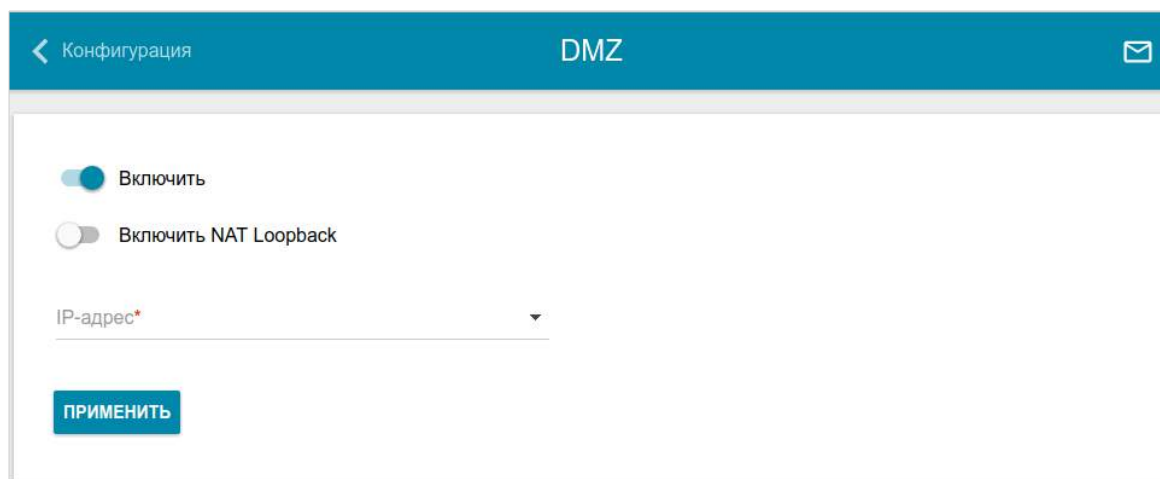 Конфигурация
DMZ
Включить
Включить NAT Loopback
IP-адрес*
ПРИМЕНИТЬ